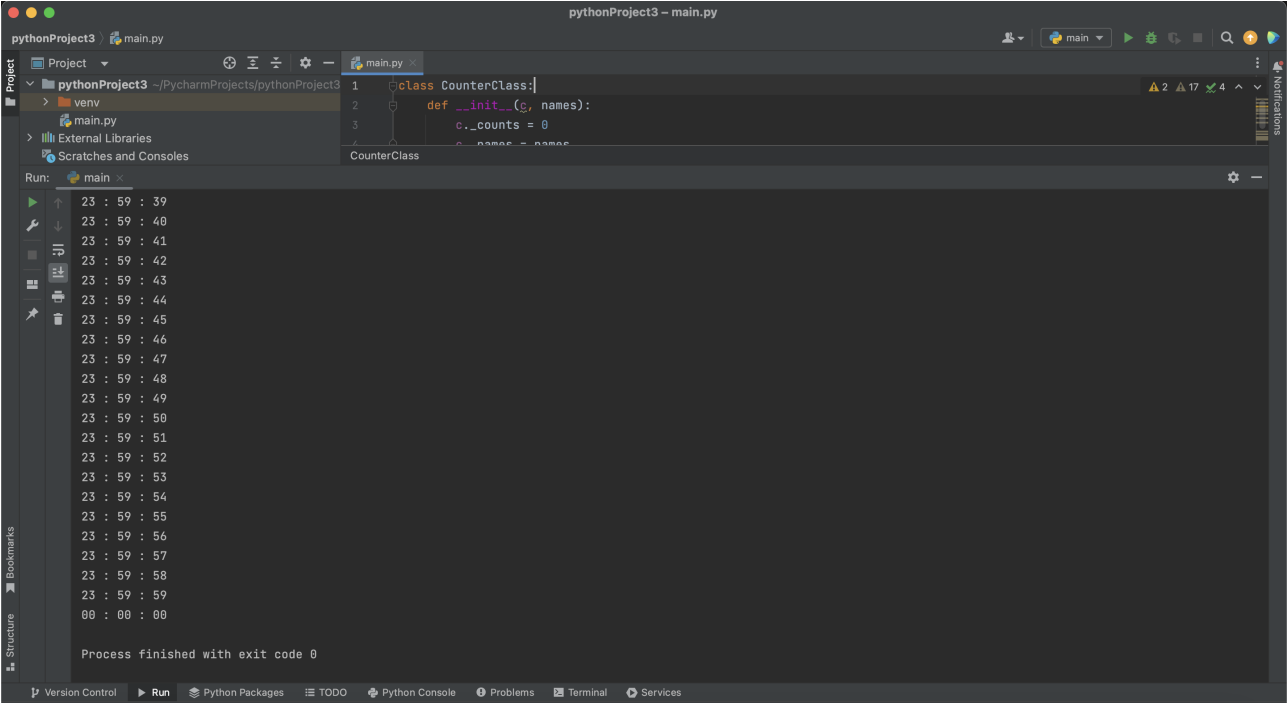 pythonProject3 – main.py
pythonProject3 main.py
main
Project
Project
main.py
pythonProject3 ~/PycharmProjects/pythonProject3
venv
main.py
External Libraries
Scratches and Consoles
1 class CounterClass:
2 def __init__(c, names):
3 c._counts = 0
4 c._names = names
2 17 4
CounterClass
Notifications
Run: main
23 : 59 : 39
23 : 59 : 40
23 : 59 : 41
23 : 59 : 42
23 : 59 : 43
23 : 59 : 44
23 : 59 : 45
23 : 59 : 46
23 : 59 : 47
23 : 59 : 48
23 : 59 : 49
23 : 59 : 50
23 : 59 : 51
23 : 59 : 52
23 : 59 : 53
23 : 59 : 54
23 : 59 : 55
23 : 59 : 56
23 : 59 : 57
23 : 59 : 58
23 : 59 : 59
00 : 00 : 00
Process finished with exit code 0
Bookmarks
Structure
Version Control Run Python Packages TODO Python Console Problems Terminal Services